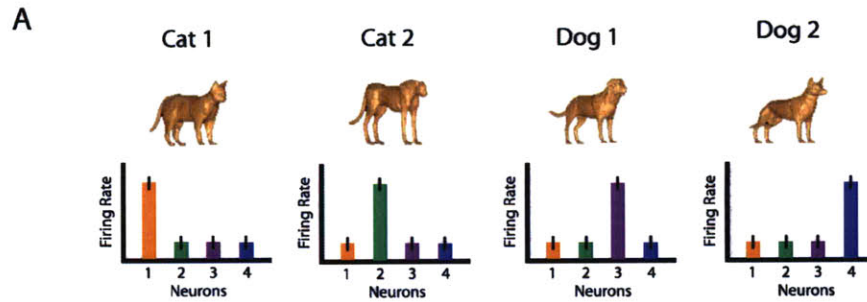 A
Cat 1
Cat 2
Dog 1
Dog 2
Firing Rate
1 2 3 4
Neurons
Firing Rate
1 2 3 4
Neurons
Firing Rate
1 2 3 4
Neurons
Firing Rate
1 2 3 4
Neurons